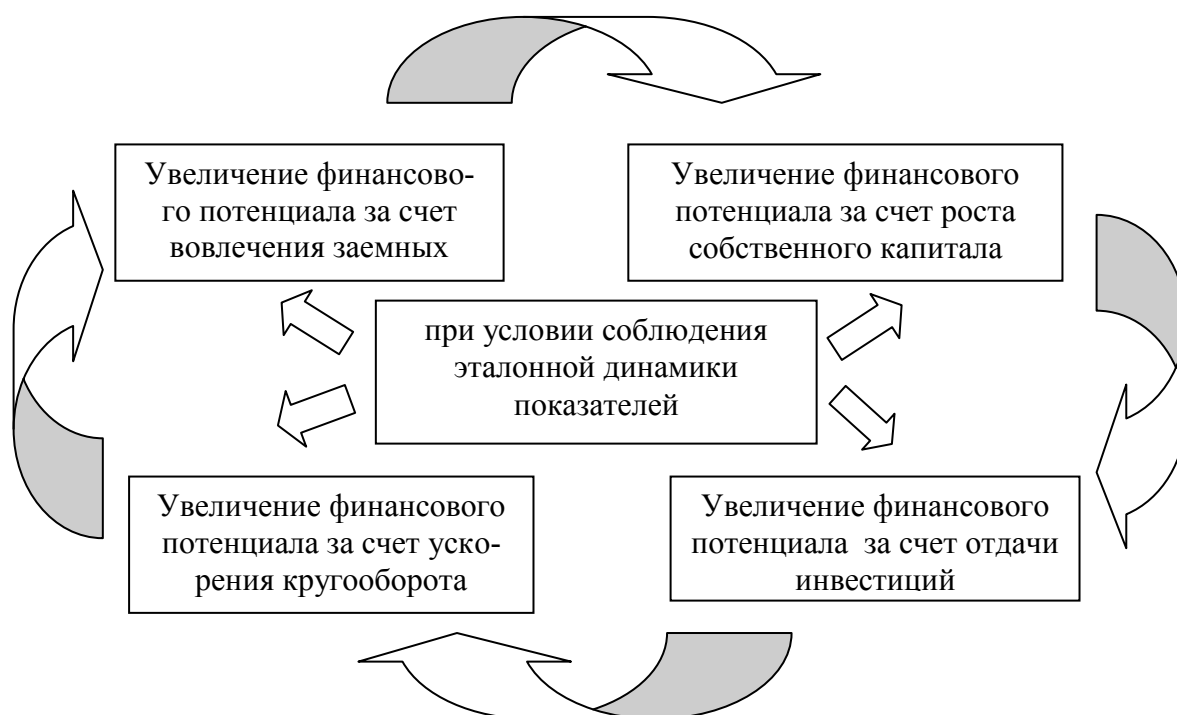 Увеличение финансово-
го потенциала за счет
вовлечения заемных
Увеличение финансового
потенциала за счет роста
собственного капитала
при условии соблюдения
эталонной динамики
показателей
Увеличение финансового
потенциала за счет уско-
рения кругооборота
Увеличение финансового
потенциала за счет отдачи
инвестиций